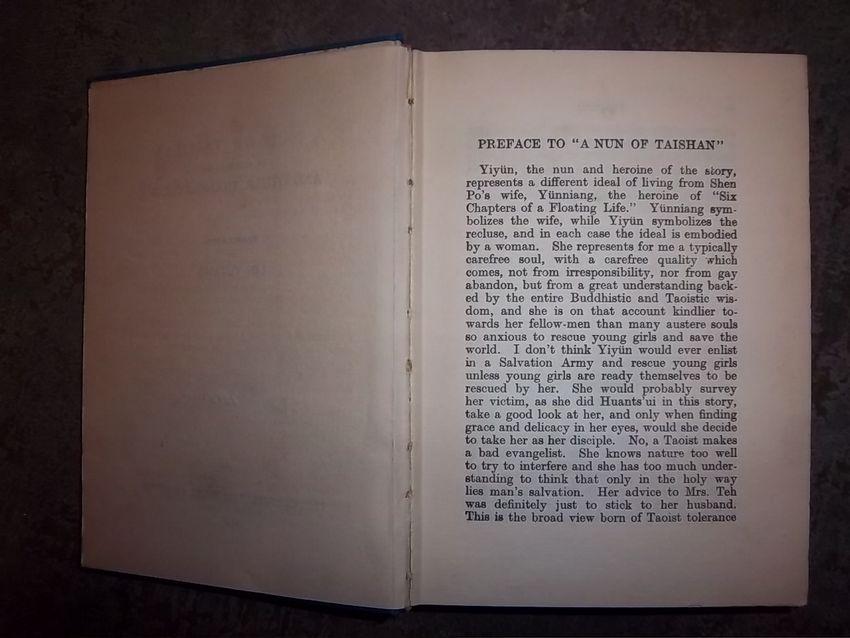 PREFACE TO "A NUN OF TAISHAN"
Yiyün, the nun and heroine of the story,
represents a different ideal of living from Shen
Po's wife, Yünniang, the heroine of "Six
Chapters of a Floating Life." Yünniang sym-
bolizes the wife, while Yiyün symbolizes the
recluse, and in each case the ideal is embodied
by a woman. She represents for me a typically
carefree soul, with a carefree quality which
comes, not from irresponsibility, nor from gay
abandon, but from a great understanding back-
ed by the entire Buddhistic and Taoistic wis-
dom, and she is on that account kindlier to-
wards her fellow-men than many austere souls
so anxious to rescue young girls and save the
world. I don't think Yiyün would ever enlist
in a Salvation Army and rescue young girls
unless young girls are ready themselves to be
rescued by her. She would probably survey
her victim, as she did Huants'ui in this story,
take a good look at her, and only when finding
grace and delicacy in her eyes, would she decide
to take her as her disciple. No, a Taoist makes
a bad evangelist. She knows nature too well
to try to interfere and she has too much under-
standing to think that only in the holy way
lies man's salvation. Her advice to Mrs. Teh
was definitely just to stick to her husband.
This is the broad view born of Taoist tolerance